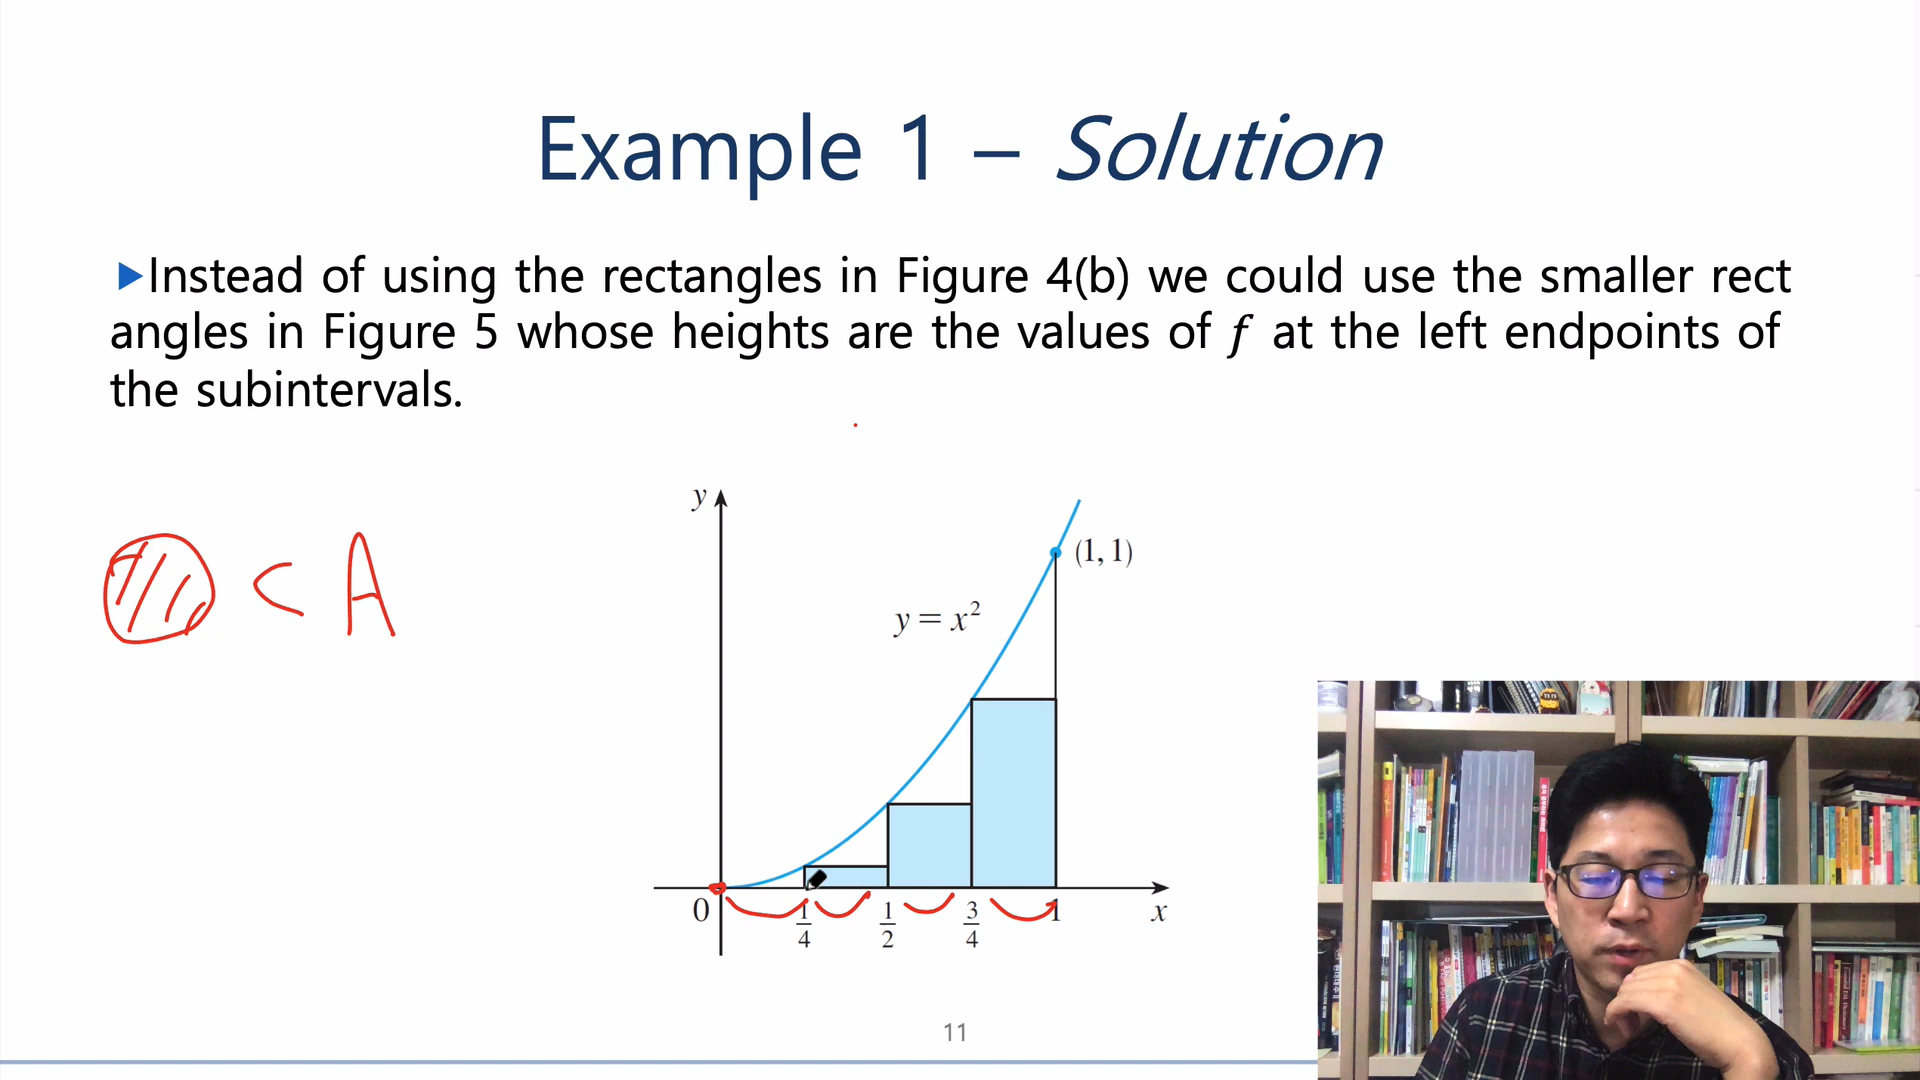 Example 1 – Solution
▶Instead of using the rectangles in Figure 4(b) we could use the smaller rect
angles in Figure 5 whose heights are the values of f at the left endpoints of
the subintervals.
< A
y
(1, 1)
y = x²
0
1/4
1/2
3/4
1
x
11